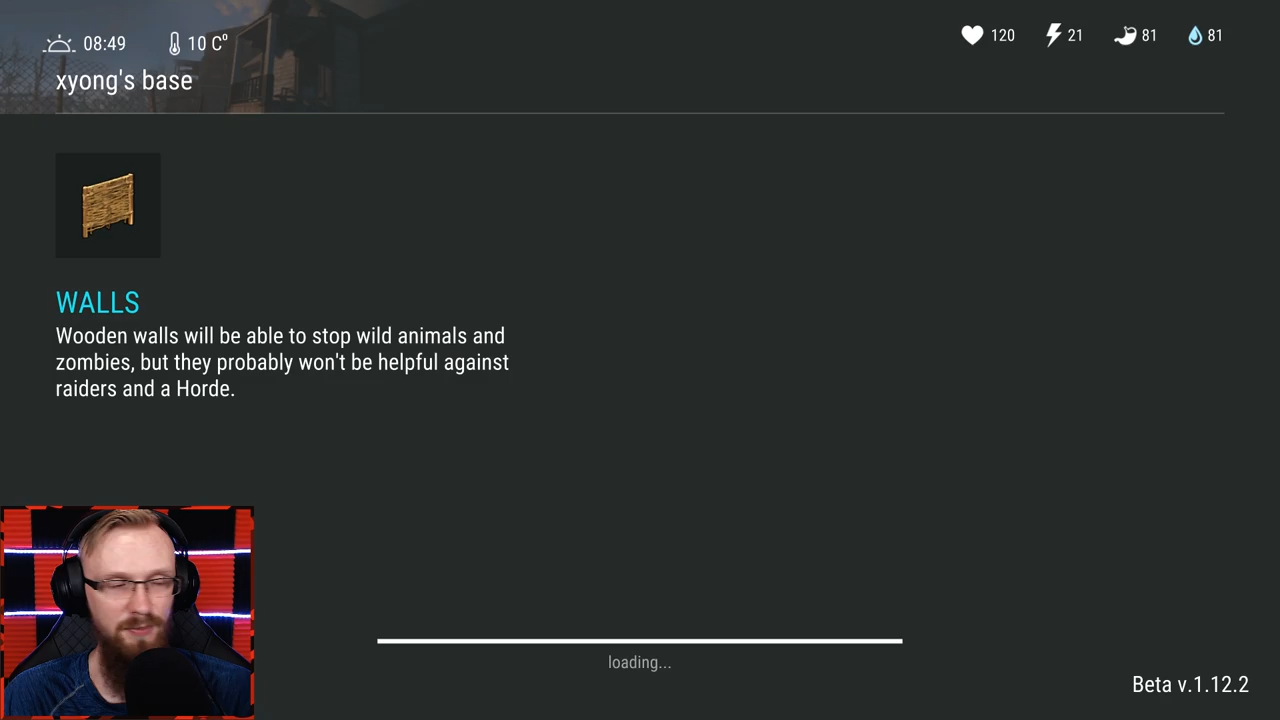 08:49
10 C°
120
21
81
81
xyong's base
WALLS
Wooden walls will be able to stop wild animals and
zombies, but they probably won't be helpful against
raiders and a Horde.
loading...
Beta v.1.12.2